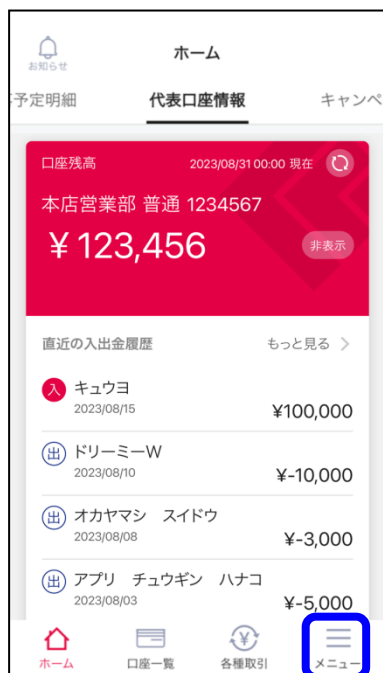 お知らせ
ホーム
予定明細 代表口座情報 キャンペ
口座残高 2023/08/31 00:00 現在
本店営業部 普通 1234567
¥ 123,456 非表示
直近の入出金履歴 もっと見る
入 キュウヨ
2023/08/15 ¥100,000
出 ドリーミーW
2023/08/10 ¥-10,000
出 オカヤマシ スイドウ
2023/08/08 ¥-3,000
出 アプリ チュウギン ハナコ
2023/08/03 ¥-5,000
ホーム 口座一覧 各種取引 メニュー